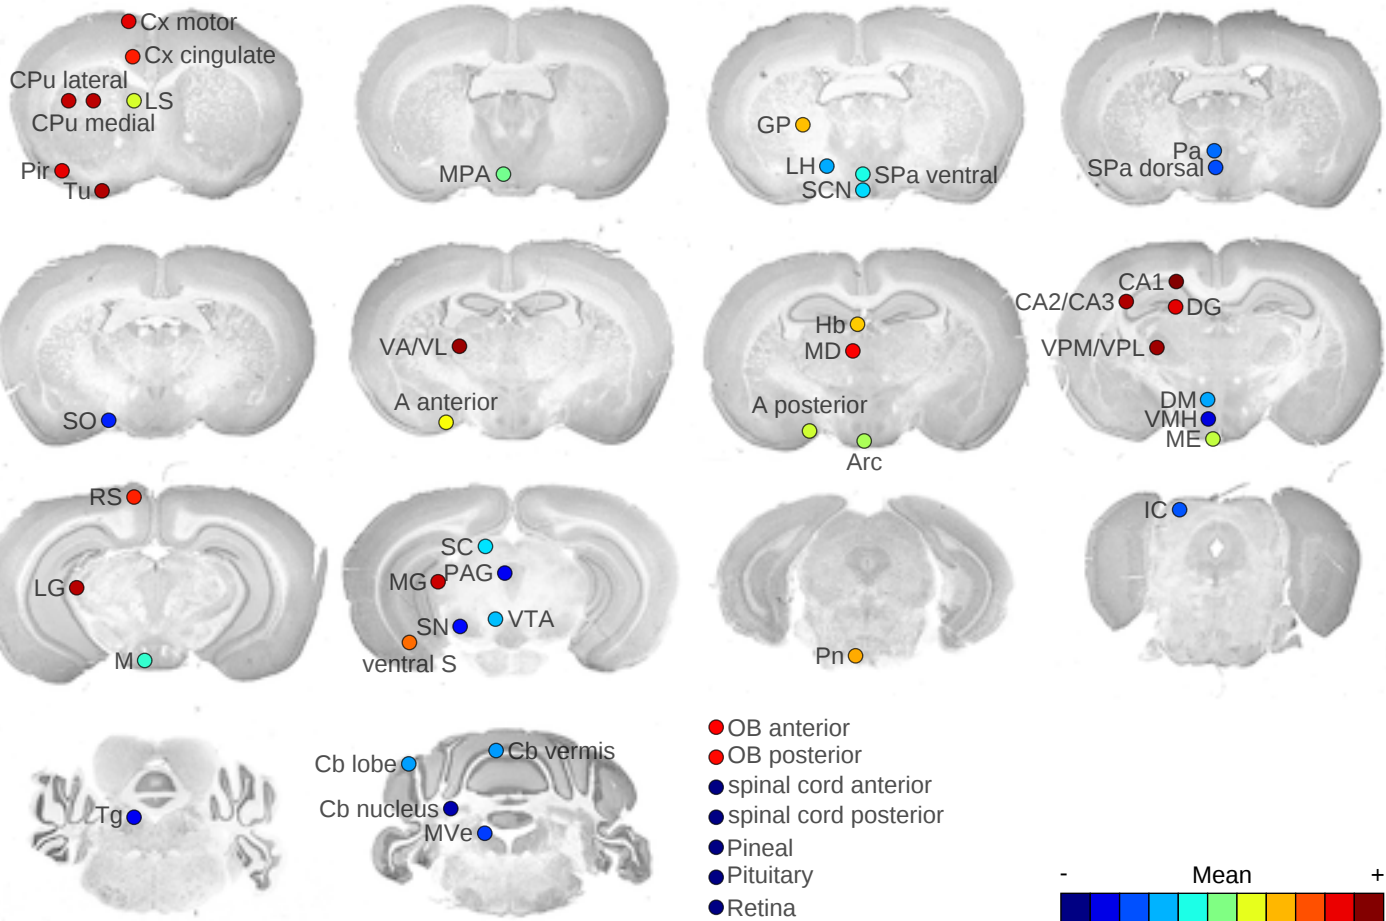 Cx motor
Cx cingulate
CPu lateral
LS
CPu medial
Pir
Tu
MPA
GP
LH
SPa ventral
SCN
Pa
SPa dorsal
SO
VA/VL
A anterior
Hb
MD
A posterior
Arc
CA1
CA2/CA3
DG
VPM/VPL
DM
VMH
ME
RS
LG
M
SC
MG
PAG
SN
VTA
ventral S
Pn
IC
Tg
Cb lobe
Cb vermis
Cb nucleus
MVe
OB anterior
OB posterior
spinal cord anterior
spinal cord posterior
Pineal
Pituitary
Retina
- Mean +